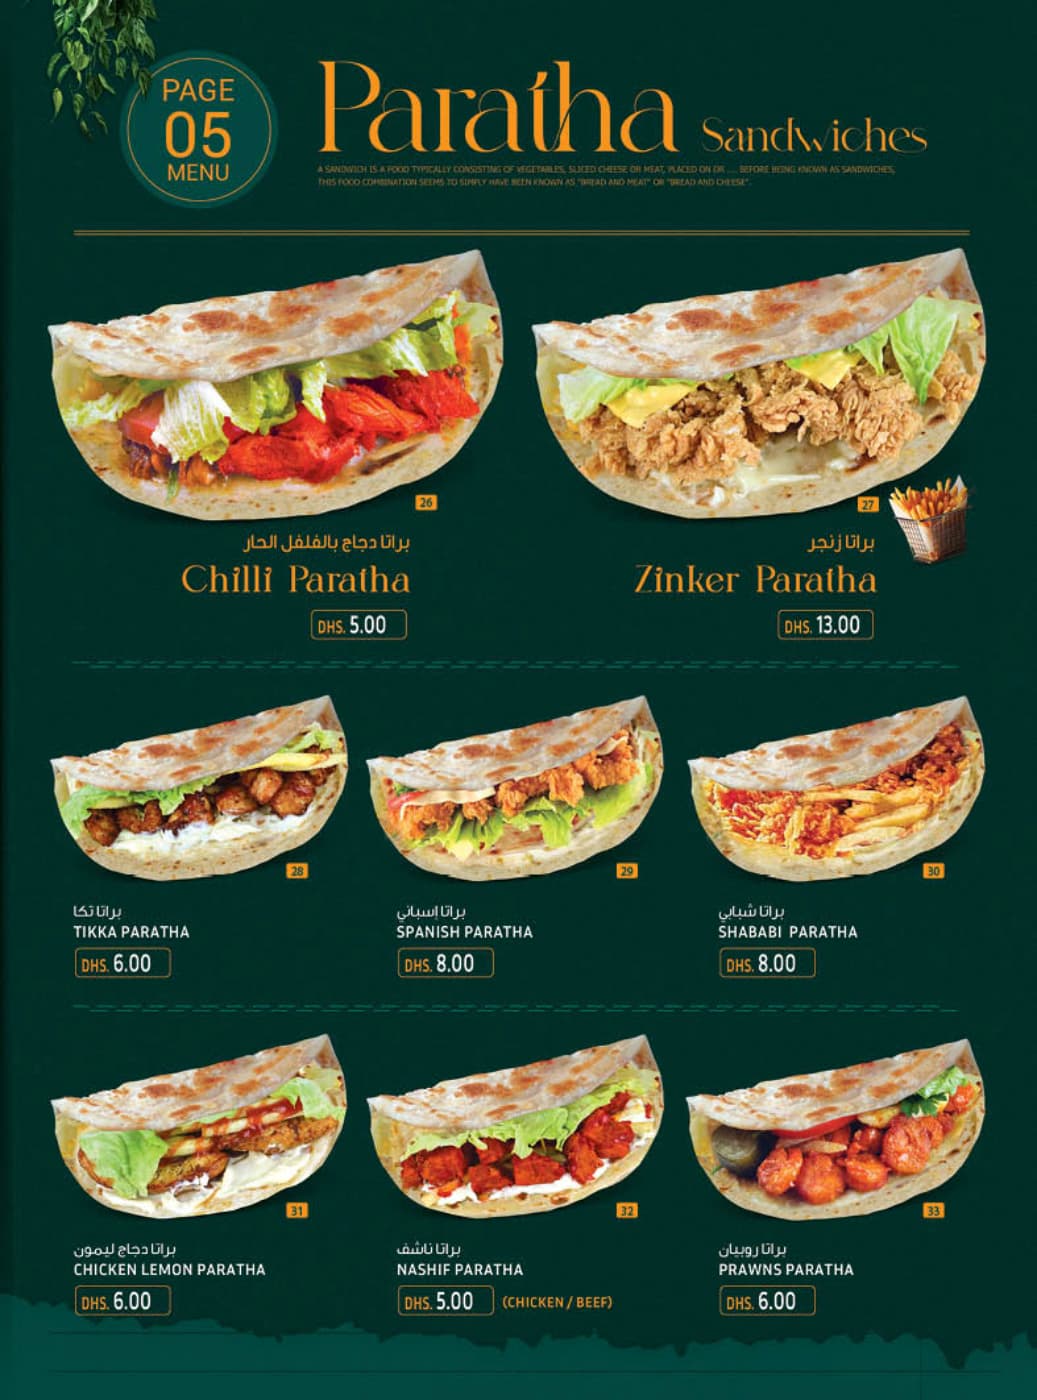 PAGE
05
MENU
Paratha Sandwiches
A SANDWICH IS A FOOD TYPICALLY CONSISTING OF VEGETABLES, SLICED CHEESE OR MEAT, PLACED ON OR .... BEFORE BEING KNOWN AS SANDWICHES,
THIS FOOD COMBINATION SEEMS TO SIMPLY HAVE BEEN KNOWN AS "BREAD AND MEAT" OR "BREAD AND CHEESE".
26
براتا دجاج بالفلفل الحار
Chilli Paratha
DHS. 5.00
27
براتا زنجر
Zinker Paratha
DHS. 13.00
28
براتا تكا
TIKKA PARATHA
DHS. 6.00
29
براتا إسباني
SPANISH PARATHA
DHS. 8.00
30
براتا شبابي
SHABABI PARATHA
DHS. 8.00
31
براتا دجاج ليمون
CHICKEN LEMON PARATHA
DHS. 6.00
32
براتا ناشف
NASHIF PARATHA
DHS. 5.00 (CHICKEN / BEEF)
33
براتا روبيان
PRAWNS PARATHA
DHS. 6.00